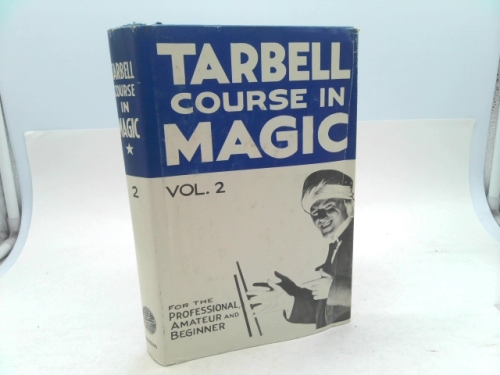 TARBELL
COURSE
IN
MAGIC
2
TARBELL
COURSE IN
MAGIC
VOL. 2
FOR THE
PROFESSIONAL,
AMATEUR AND
BEGINNER